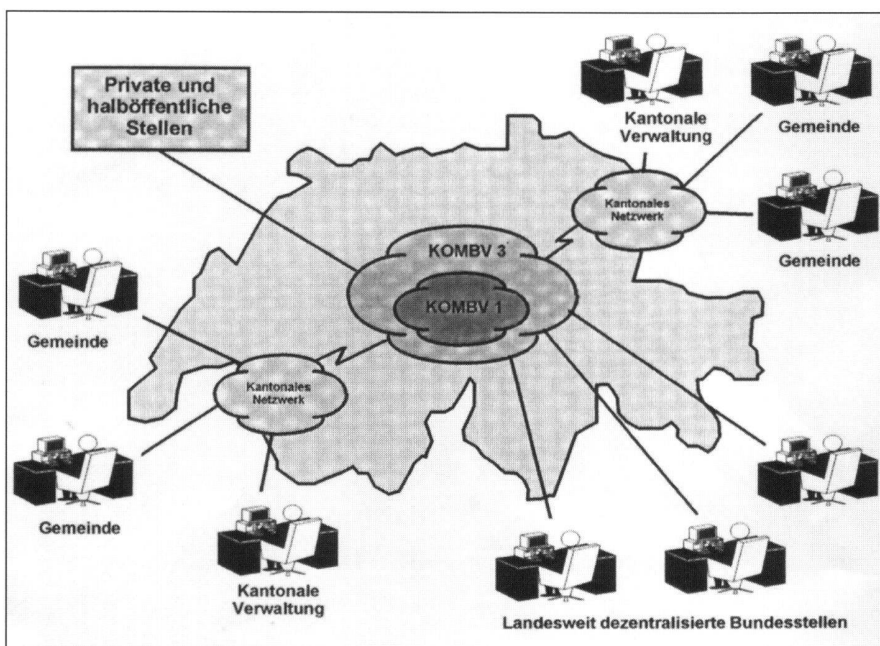 Private und
halböffentliche
Stellen
Kantonale
Verwaltung
Gemeinde
Kantonales
Netzwerk
Gemeinde
KOMBV 3
KOMBV 1
Gemeinde
Kantonales
Netzwerk
Gemeinde
Kantonale
Verwaltung
Landesweit dezentralisierte Bundesstellen